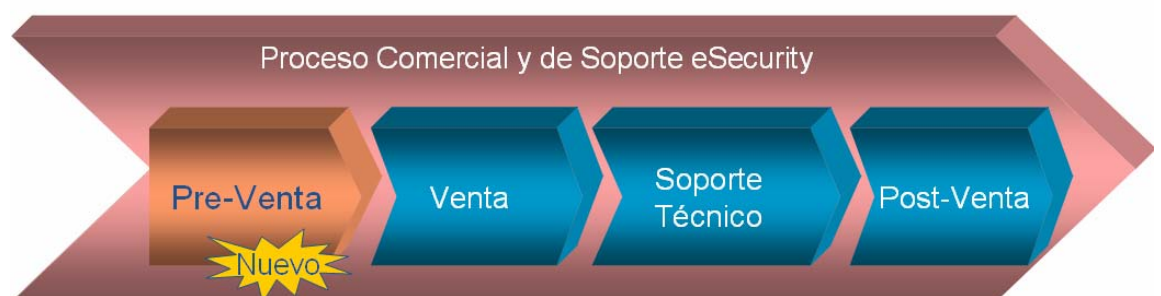 Proceso Comercial y de Soporte eSecurity
Pre-Venta
Nuevo
Venta
Soporte
Técnico
Post-Venta